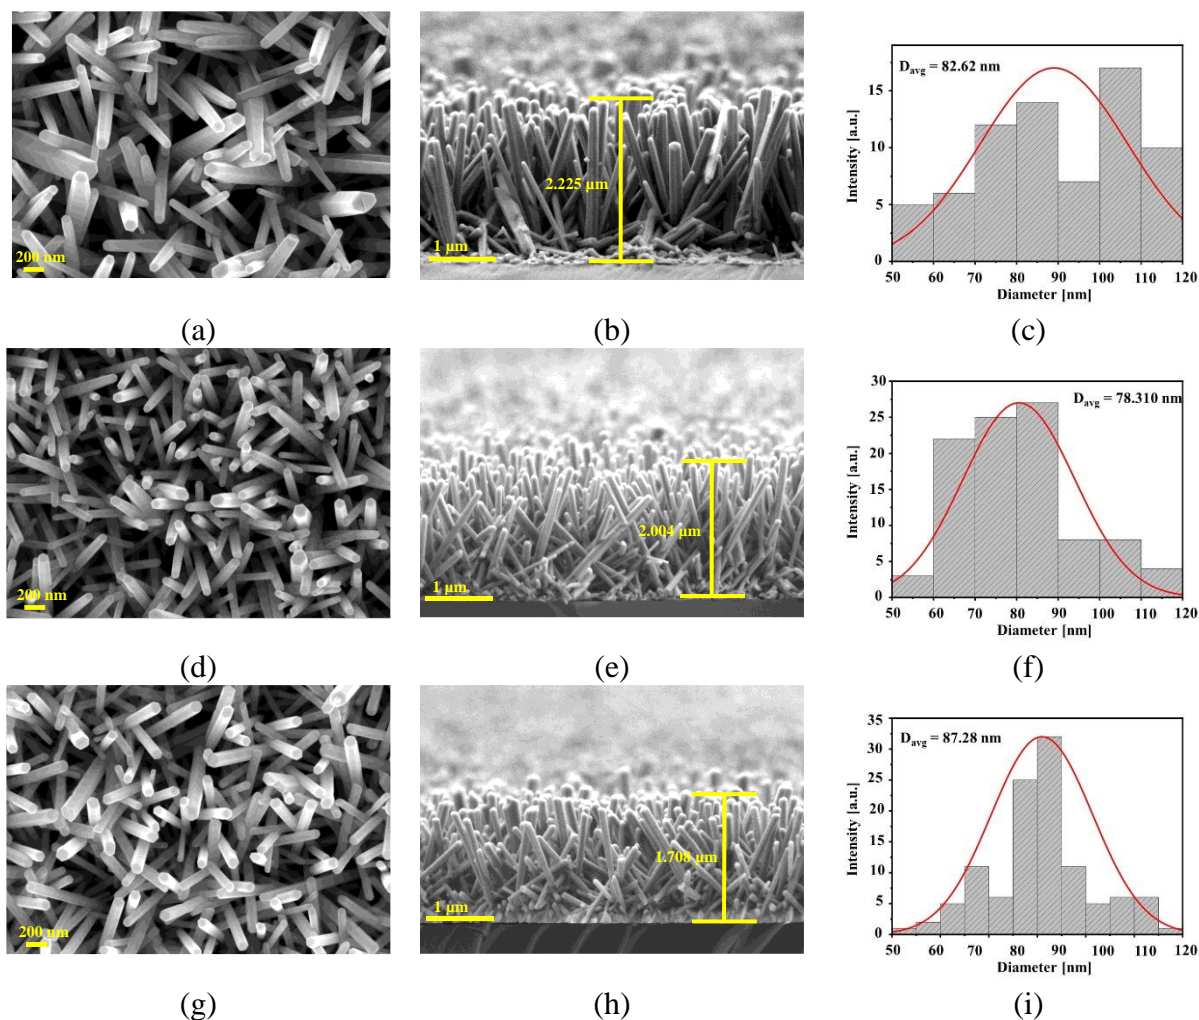 200 nm
2.225 µm
1 µm
D_avg = 82.62 nm
Intensity [a.u.]
15
10
5
0
50 60 70 80 90 100 110 120
Diameter [nm]
(a) (b) (c)
200 nm
2.004 µm
1 µm
D_avg = 78.310 nm
Intensity [a.u.]
30
25
20
15
10
5
0
50 60 70 80 90 100 110 120
Diameter [nm]
(d) (e) (f)
200 nm
1.708 µm
1 µm
D_avg = 87.28 nm
Intensity [a.u.]
35
30
25
20
15
10
5
0
50 60 70 80 90 100 110 120
Diameter [nm]
(g) (h) (i)